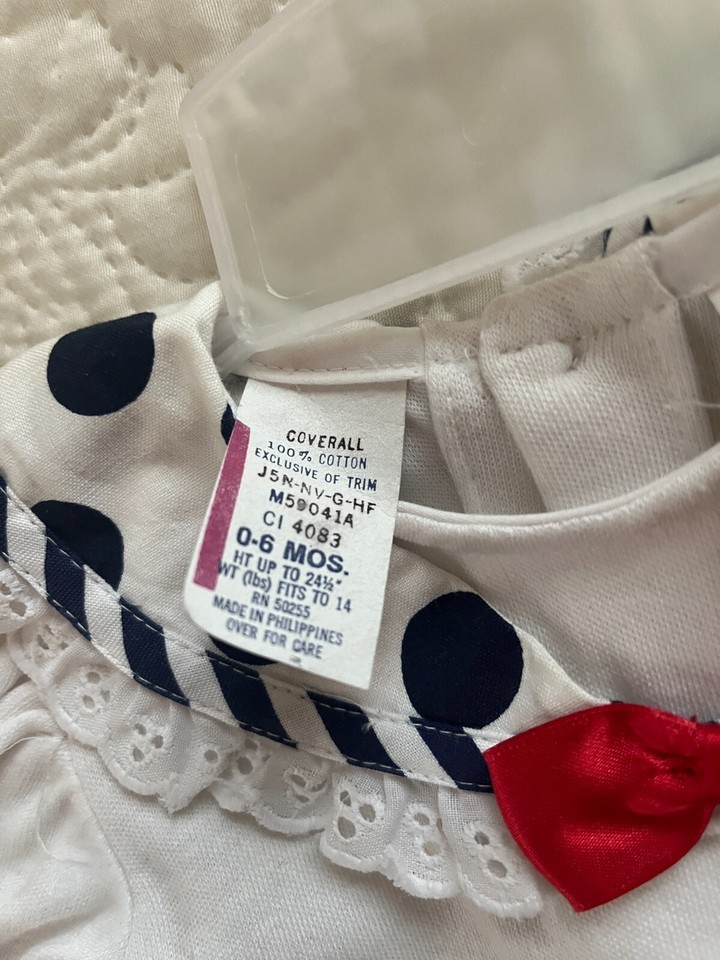 COVERALL
100% COTTON
EXCLUSIVE OF TRIM
J5N-NV-G-HF
M59041A
CI 4083
0-6 MOS.
HT UP TO 24½"
WT (lbs) FITS TO 14
RN 50255
MADE IN PHILIPPINES
OVER FOR CARE